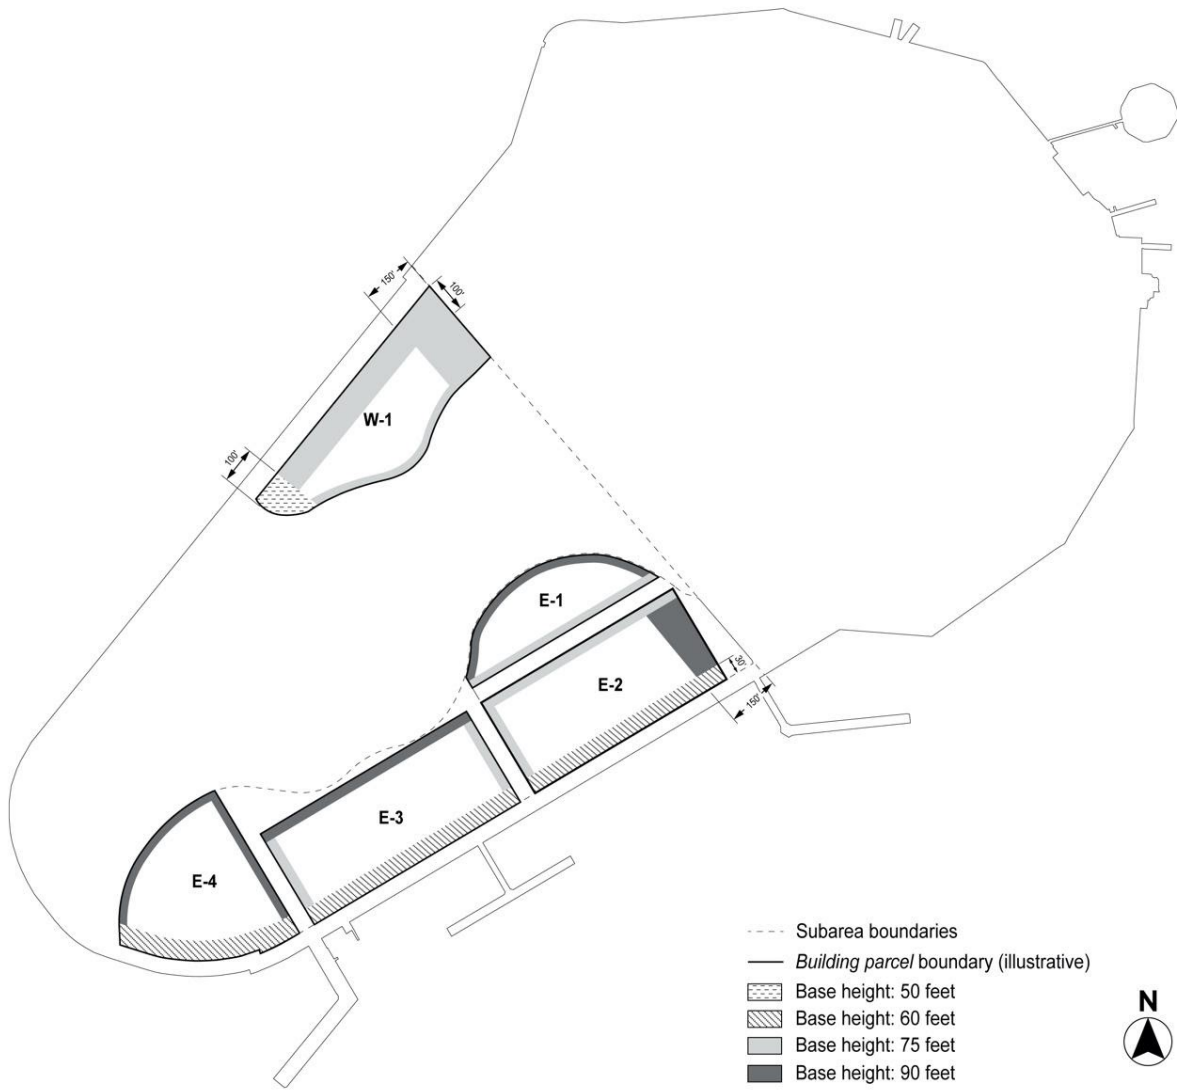 150'
100'
W-1
100'
E-1
E-2
30'
150'
E-3
E-4
Subarea boundaries
Building parcel boundary (illustrative)
Base height: 50 feet
Base height: 60 feet
Base height: 75 feet
Base height: 90 feet
N